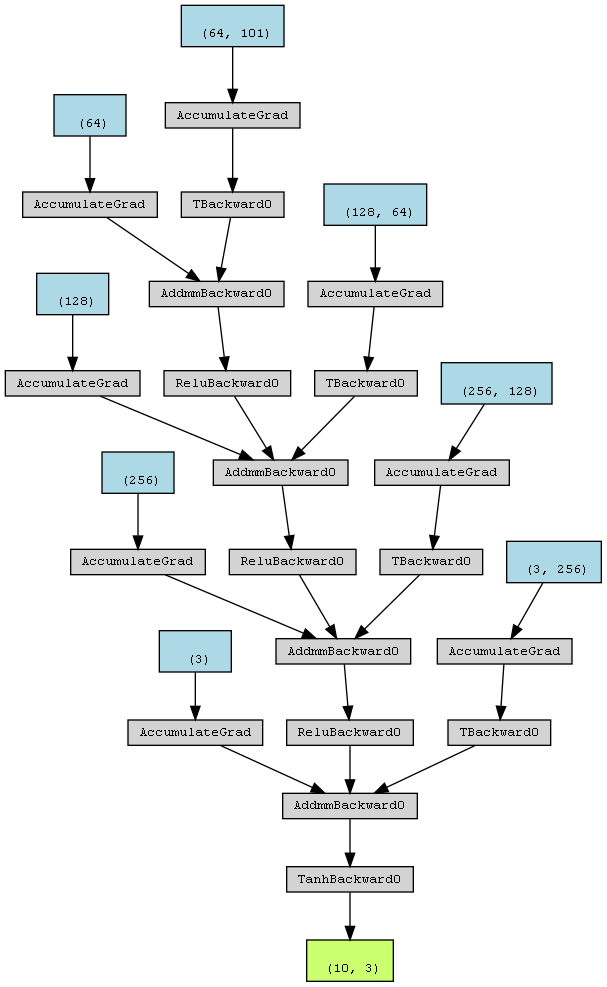 (64, 101)
(64)
AccumulateGrad
AccumulateGrad
TBackward0
(128, 64)
(128)
AddmmBackward0
AccumulateGrad
AccumulateGrad
ReluBackward0
TBackward0
(256, 128)
(256)
AddmmBackward0
AccumulateGrad
AccumulateGrad
ReluBackward0
TBackward0
(3, 256)
(3)
AddmmBackward0
AccumulateGrad
AccumulateGrad
ReluBackward0
TBackward0
AddmmBackward0
TanhBackward0
(10, 3)